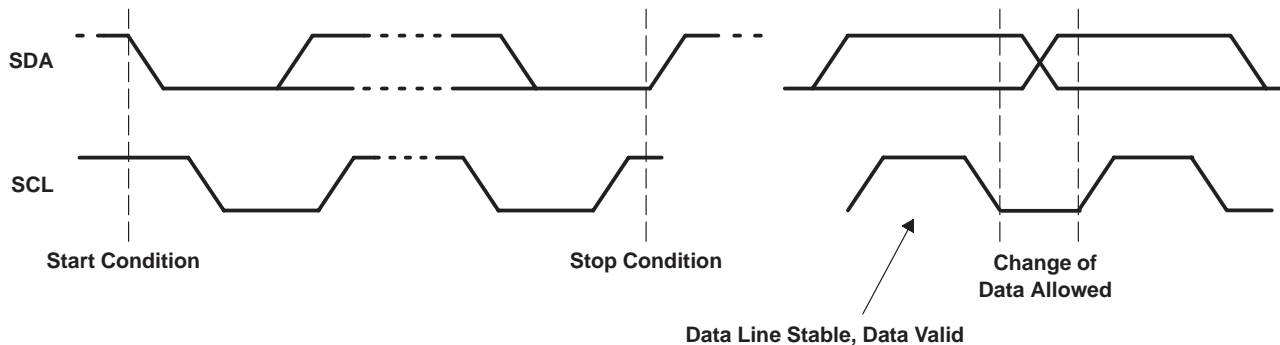 SDA
SCL
Start Condition
Stop Condition
Change of
Data Allowed
Data Line Stable, Data Valid